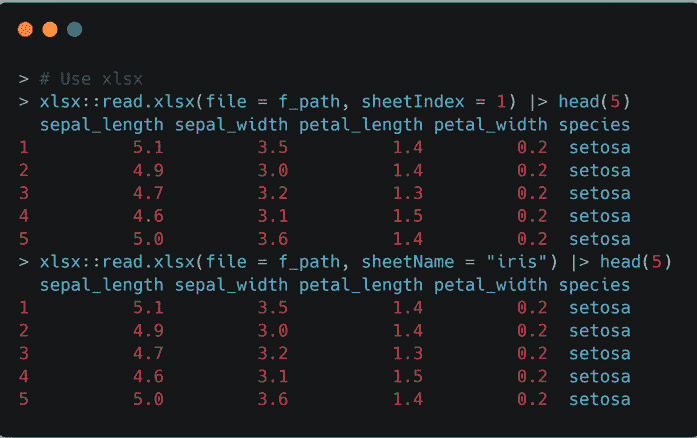 > # Use xlsx
> xlsx::read.xlsx(file = f_path, sheetIndex = 1) |> head(5)
  sepal_length sepal_width petal_length petal_width species
1          5.1         3.5          1.4         0.2  setosa
2          4.9         3.0          1.4         0.2  setosa
3          4.7         3.2          1.3         0.2  setosa
4          4.6         3.1          1.5         0.2  setosa
5          5.0         3.6          1.4         0.2  setosa
> xlsx::read.xlsx(file = f_path, sheetName = "iris") |> head(5)
  sepal_length sepal_width petal_length petal_width species
1          5.1         3.5          1.4         0.2  setosa
2          4.9         3.0          1.4         0.2  setosa
3          4.7         3.2          1.3         0.2  setosa
4          4.6         3.1          1.5         0.2  setosa
5          5.0         3.6          1.4         0.2  setosa